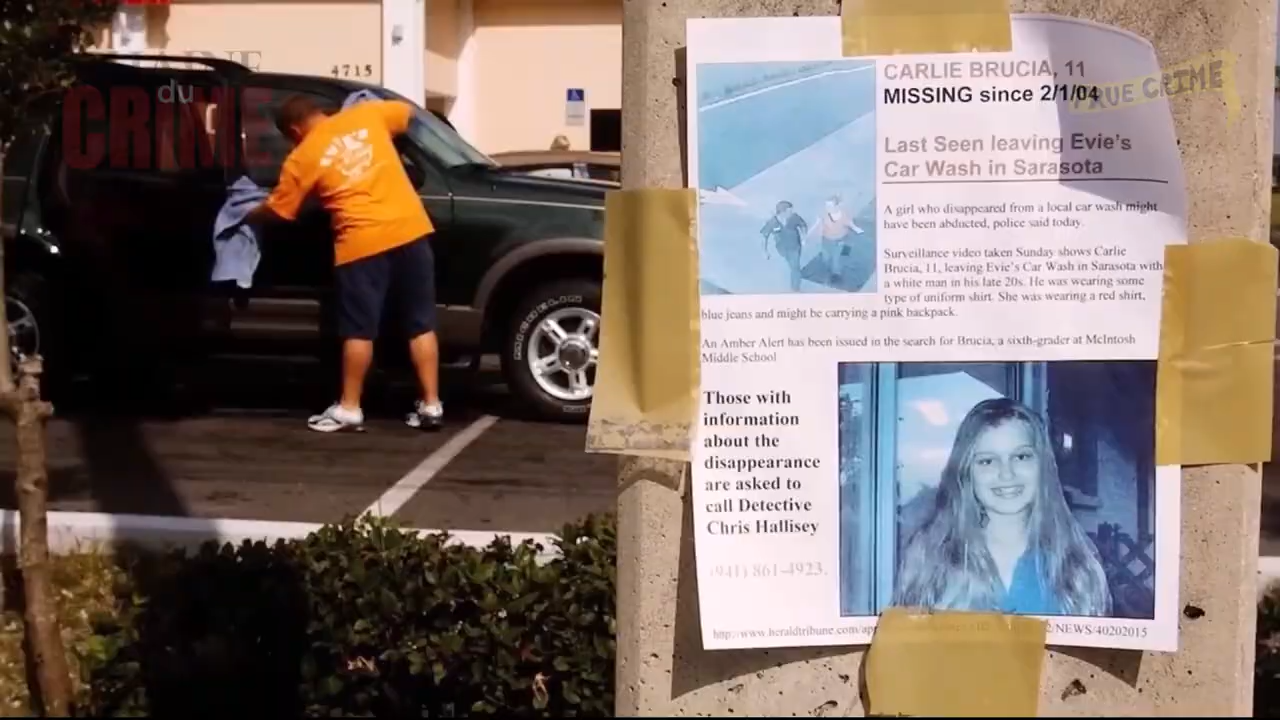 4715
du
CRIME
TRUE CRIME
CARLIE BRUCIA, 11
MISSING since 2/1/04
Last Seen leaving Evie's
Car Wash in Sarasota
A girl who disappeared from a local car wash might
have been abducted, police said today.
Surveillance video taken Sunday shows Carlie
Brucia, 11, leaving Evie's Car Wash in Sarasota with
a white man in his late 20s. He was wearing some
type of uniform shirt. She was wearing a red shirt,
blue jeans and might be carrying a pink backpack.
An Amber Alert has been issued in the search for Brucia, a sixth-grader at McIntosh
Middle School
Those with
information
about the
disappearance
are asked to
call Detective
Chris Hallisey
(941) 861-4923.
http://www.heraldtribune.com/ap
2/NEWS/40202015